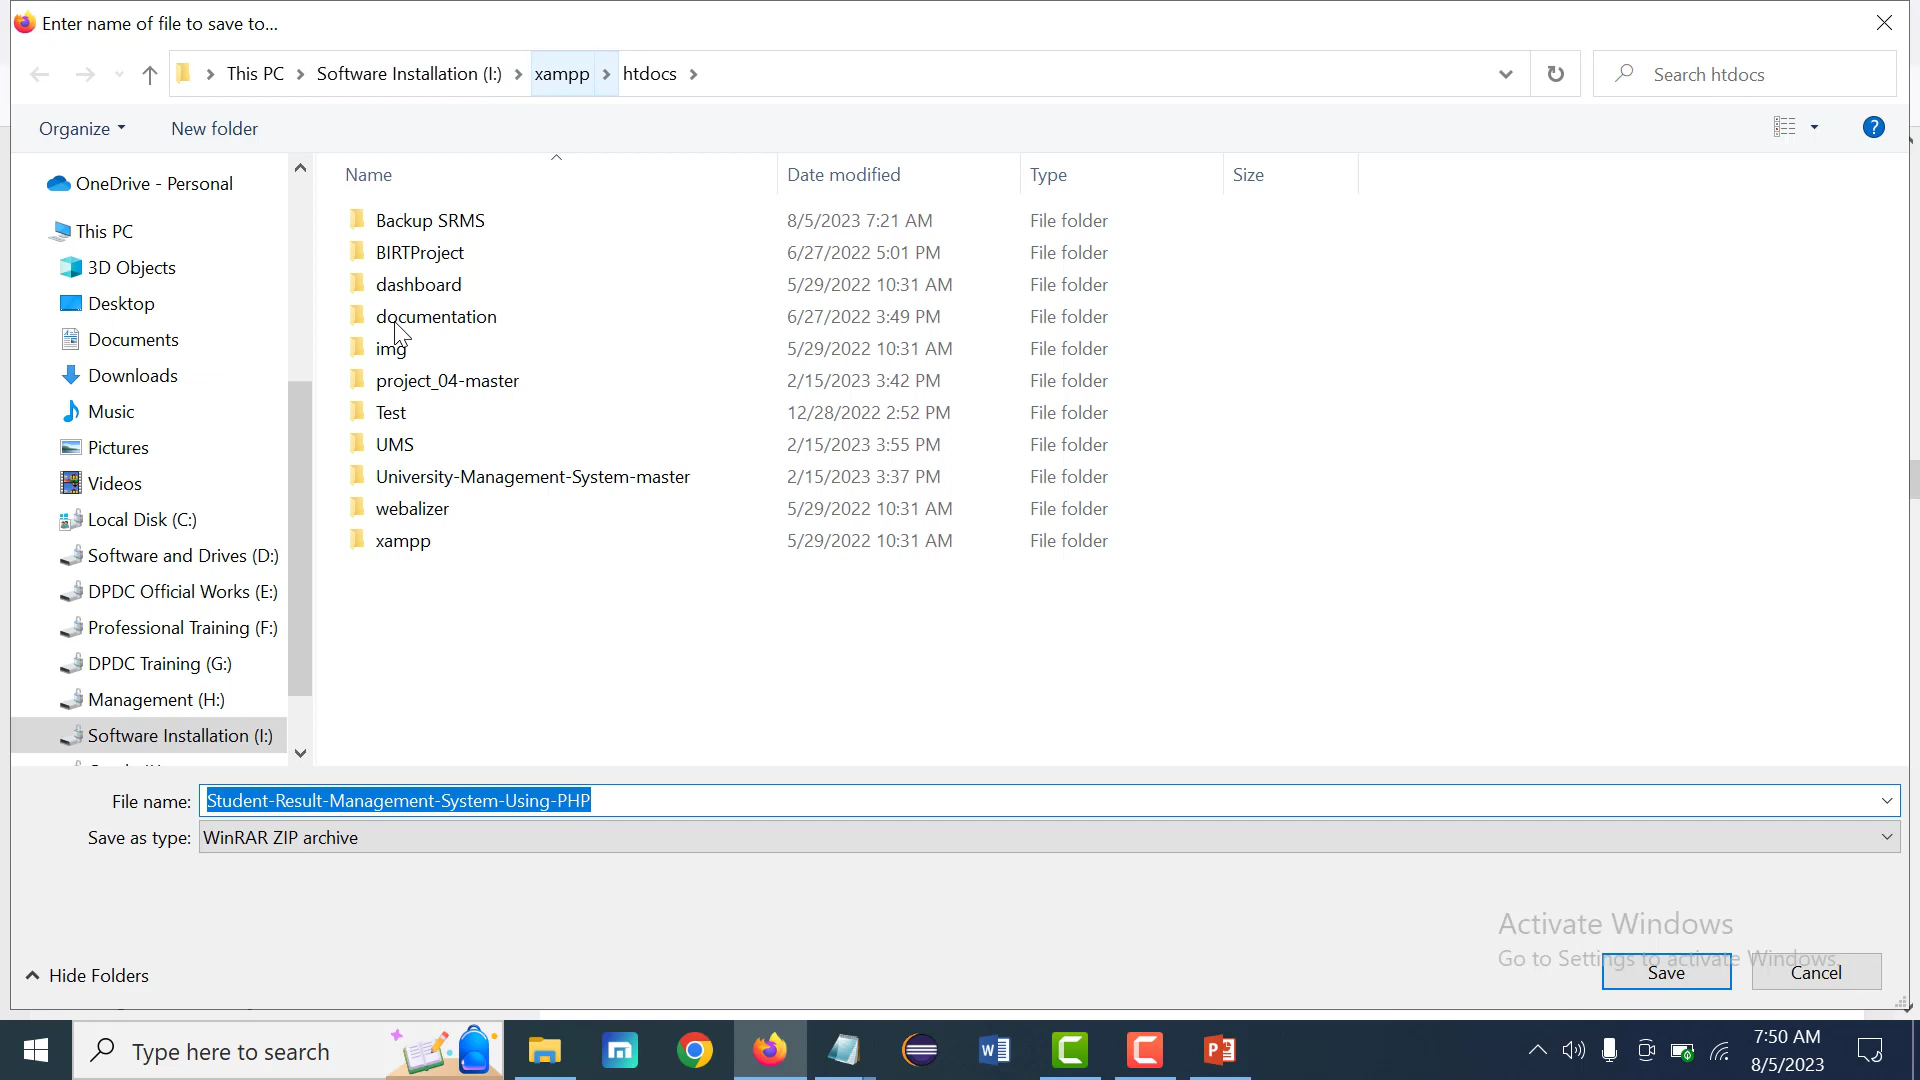 Enter name of file to save to...
This PC Software Installation (I:) xampp htdocs
Search htdocs
Organize New folder
Name Date modified Type Size
OneDrive - Personal
This PC
3D Objects
Desktop
Documents
Downloads
Music
Pictures
Videos
Local Disk (C:)
Software and Drives (D:)
DPDC Official Works (E:)
Professional Training (F:)
DPDC Training (G:)
Management (H:)
Software Installation (I:)
Backup SRMS 8/5/2023 7:21 AM File folder
BIRTProject 6/27/2022 5:01 PM File folder
dashboard 5/29/2022 10:31 AM File folder
documentation 6/27/2022 3:49 PM File folder
img 5/29/2022 10:31 AM File folder
project_04-master 2/15/2023 3:42 PM File folder
Test 12/28/2022 2:52 PM File folder
UMS 2/15/2023 3:55 PM File folder
University-Management-System-master 2/15/2023 3:37 PM File folder
webalizer 5/29/2022 10:31 AM File folder
xampp 5/29/2022 10:31 AM File folder
File name: Student-Result-Management-System-Using-PHP
Save as type: WinRAR ZIP archive
Activate Windows
Go to Settings to activate Windows.
Hide Folders
Save Cancel
Type here to search
7:50 AM
8/5/2023